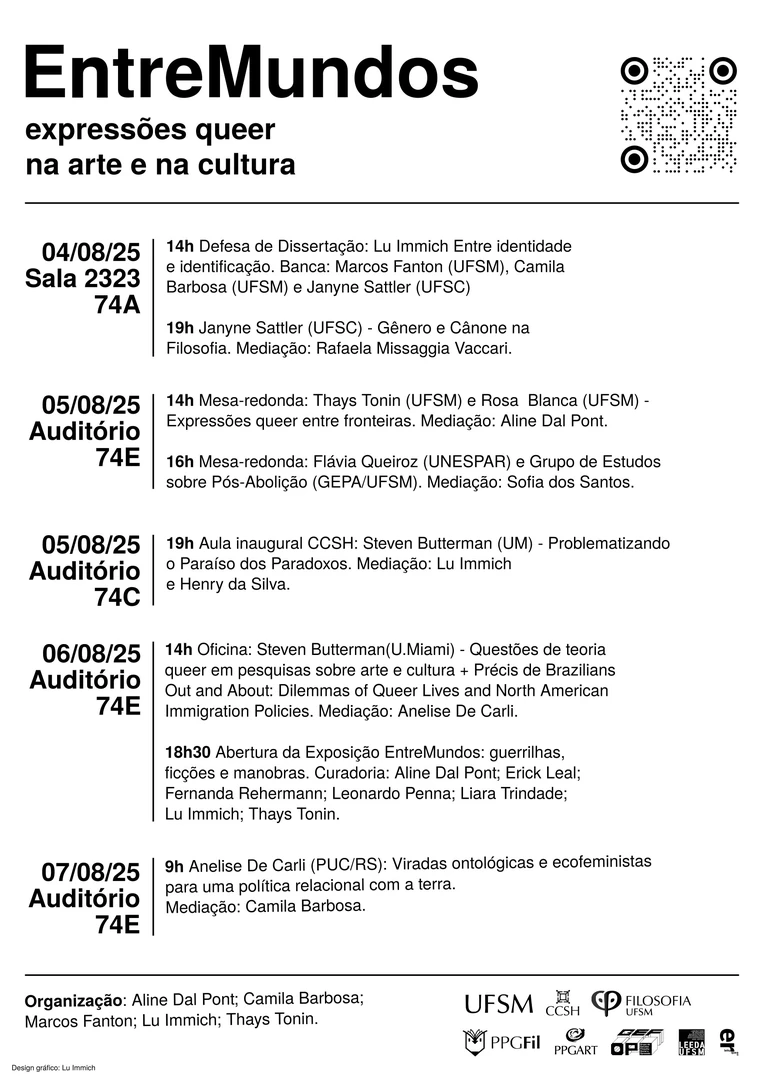 EntreMundos
expressões queer
na arte e na cultura
04/08/25
Sala 2323
74A
14h Defesa de Dissertação: Lu Immich Entre identidade
e identificação. Banca: Marcos Fanton (UFSM), Camila
Barbosa (UFSM) e Janyne Sattler (UFSC)
19h Janyne Sattler (UFSC) - Gênero e Cânone na
Filosofia. Mediação: Rafaela Missaggia Vaccari.
05/08/25
Auditório
74E
14h Mesa-redonda: Thays Tonin (UFSM) e Rosa  Blanca (UFSM) -
Expressões queer entre fronteiras. Mediação: Aline Dal Pont.
16h Mesa-redonda: Flávia Queiroz (UNESPAR) e Grupo de Estudos
sobre Pós-Abolição (GEPA/UFSM). Mediação: Sofia dos Santos.
05/08/25
Auditório
74C
19h Aula inaugural CCSH: Steven Butterman (UM) - Problematizando
o Paraíso dos Paradoxos. Mediação: Lu Immich
e Henry da Silva.
06/08/25
Auditório
74E
14h Oficina: Steven Butterman(U.Miami) - Questões de teoria
queer em pesquisas sobre arte e cultura + Précis de Brazilians
Out and About: Dilemmas of Queer Lives and North American
Immigration Policies. Mediação: Anelise De Carli.
18h30 Abertura da Exposição EntreMundos: guerrilhas,
ficções e manobras. Curadoria: Aline Dal Pont; Erick Leal;
Fernanda Rehermann; Leonardo Penna; Liara Trindade;
Lu Immich; Thays Tonin.
07/08/25
Auditório
74E
9h Anelise De Carli (PUC/RS): Viradas ontológicas e ecofeministas
para uma política relacional com a terra.
Mediação: Camila Barbosa.
Organização: Aline Dal Pont; Camila Barbosa;
Marcos Fanton; Lu Immich; Thays Tonin.
UFSM
CCSH
FILOSOFIA
UFSM
PPGFil
PPGART
LEEDA
UFSM
Design gráfico: Lu Immich